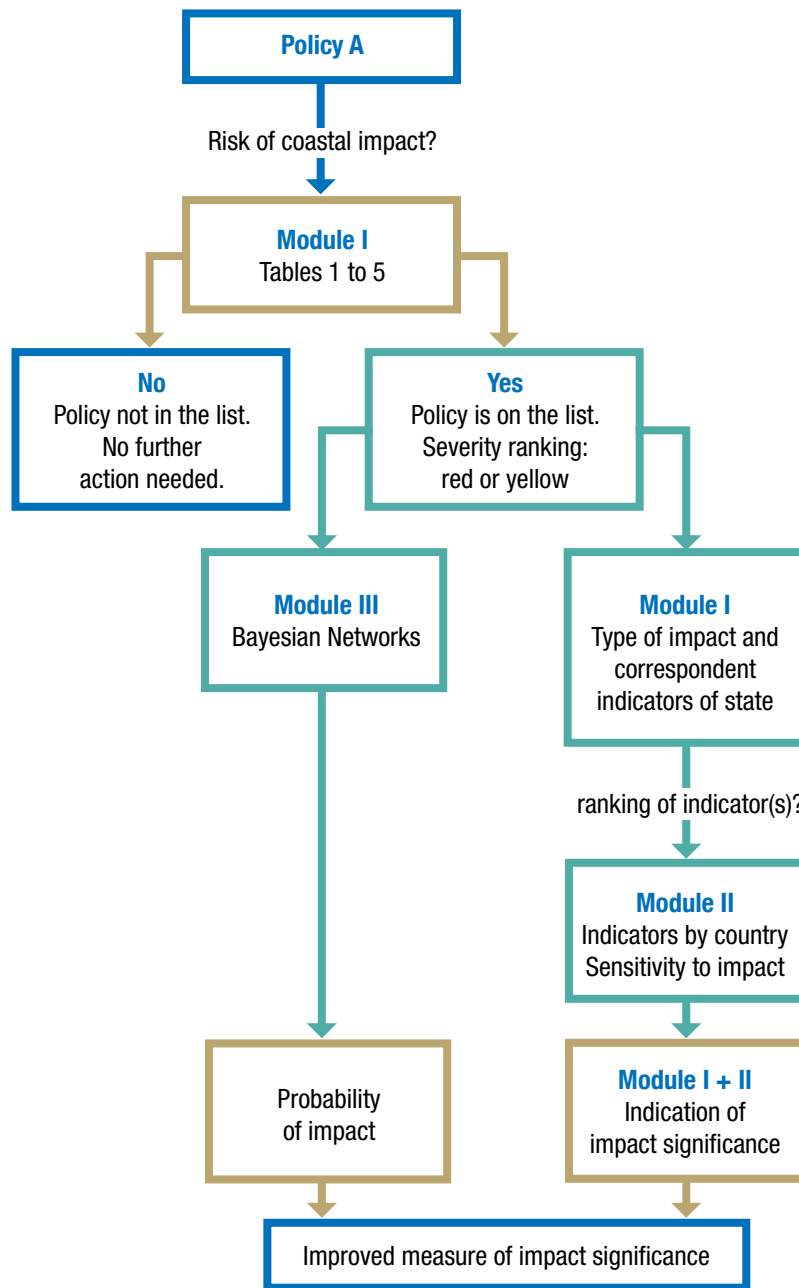 Policy A
Risk of coastal impact?
Module I
Tables 1 to 5
No
Policy not in the list.
No further
action needed.
Yes
Policy is on the list.
Severity ranking:
red or yellow
Module III
Bayesian Networks
Module I
Type of impact and
correspondent
indicators of state
ranking of indicator(s)?
Module II
Indicators by country
Sensitivity to impact
Probability
of impact
Module I + II
Indication of
impact significance
Improved measure of impact significance